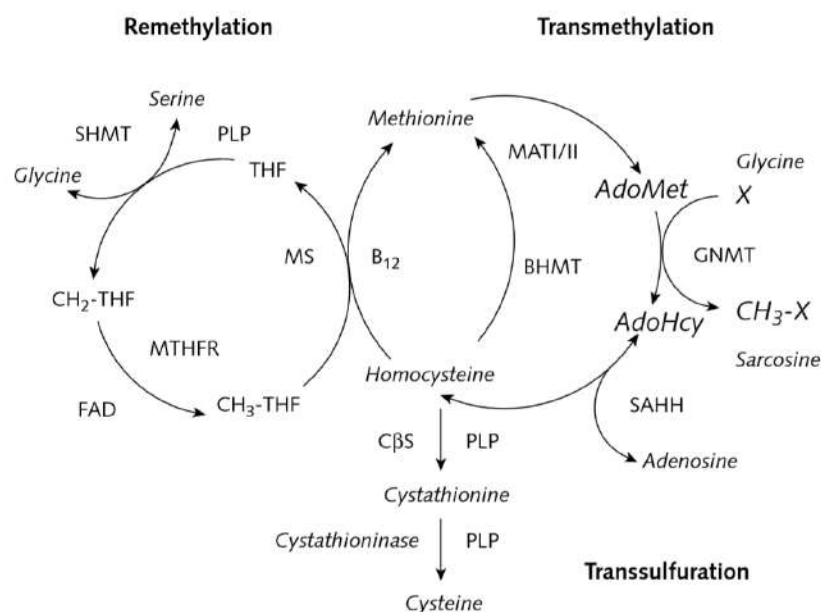 Remethylation
Transmethylation
Serine
SHMT
PLP
Glycine
THF
CH2-THF
MTHFR
FAD
CH3-THF
MS
B12
Methionine
MATI/II
BHMT
Homocysteine
AdoMet
Glycine
X
GNMT
AdoHcy
CH3-X
Sarcosine
SAHH
Adenosine
CβS
PLP
Cystathionine
Cystathioninase
PLP
Cysteine
Transsulfuration